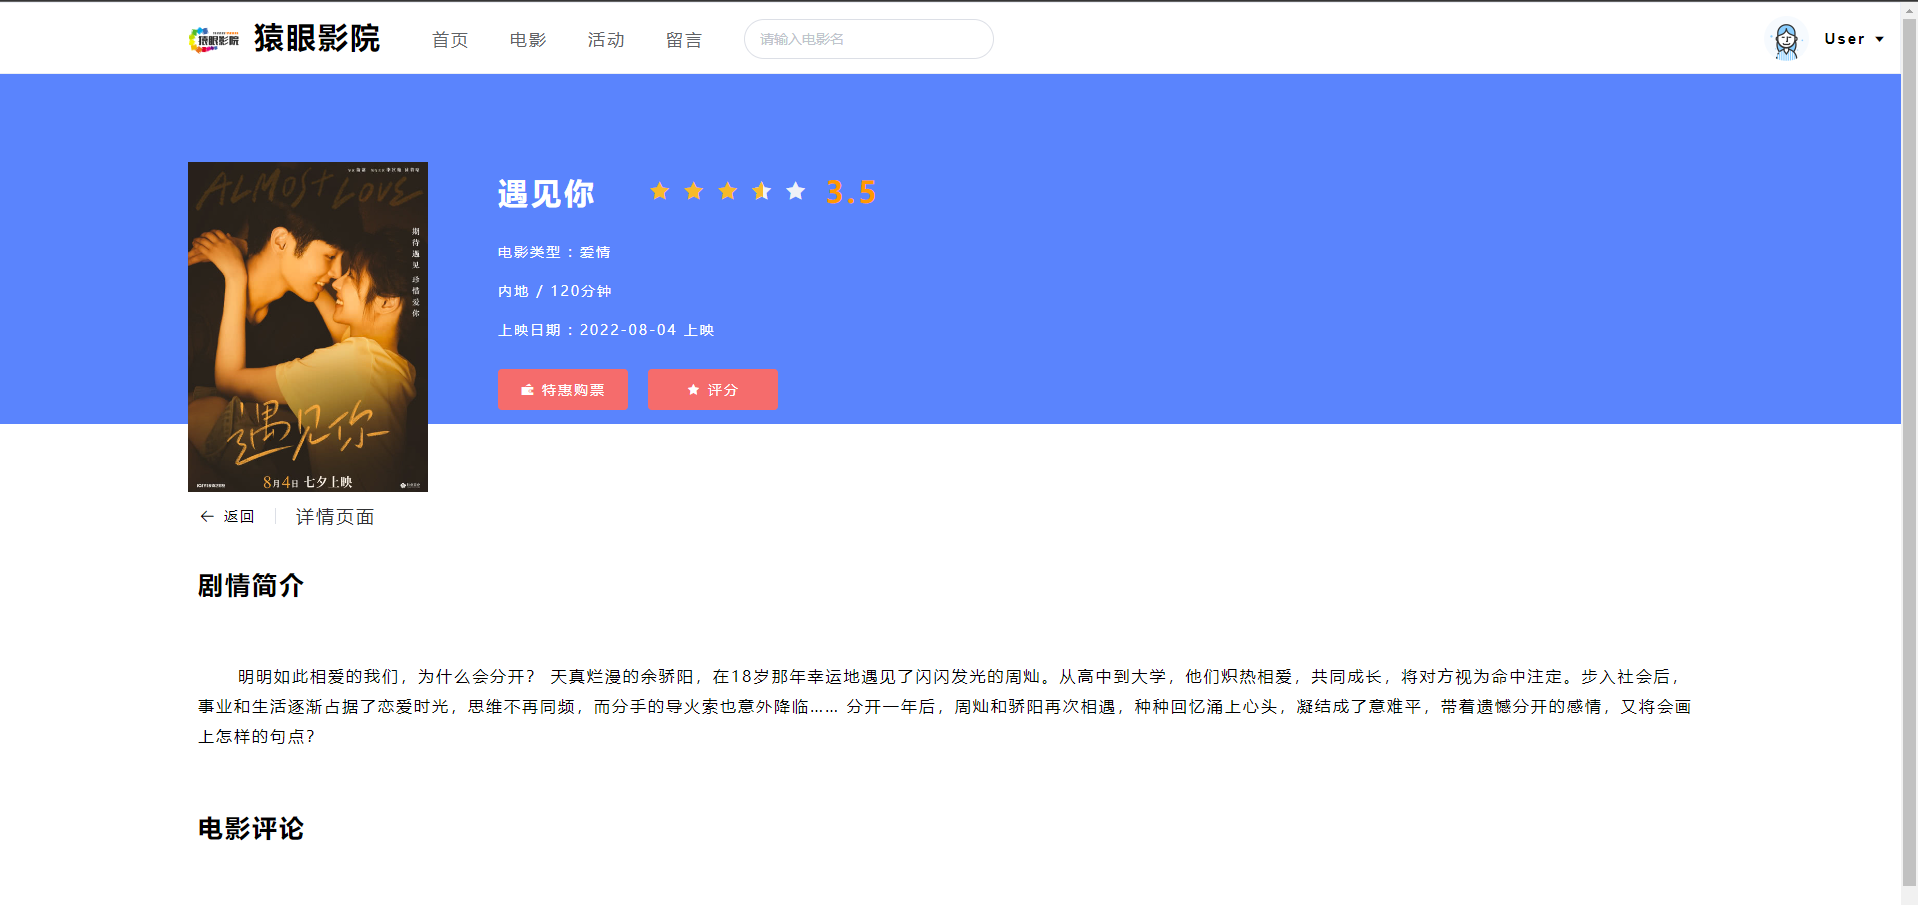 猿眼影院 猿眼影院 首页 电影 活动 留言 请输入电影名 User
ALMOST LOVE
期待遇见 珍惜爱你
遇见你
8月4日 七夕上映
遇见你 3.5
电影类型：爱情
内地 / 120分钟
上映日期：2022-08-04 上映
特惠购票 评分
返回 详情页面
剧情简介
明明如此相爱的我们，为什么会分开？ 天真烂漫的余骄阳，在18岁那年幸运地遇见了闪闪发光的周灿。从高中到大学，他们炽热相爱，共同成长，将对方视为命中注定。步入社会后，
事业和生活逐渐占据了恋爱时光，思维不再同频，而分手的导火索也意外降临…… 分开一年后，周灿和骄阳再次相遇，种种回忆涌上心头，凝结成了意难平，带着遗憾分开的感情，又将会画
上怎样的句点？
电影评论